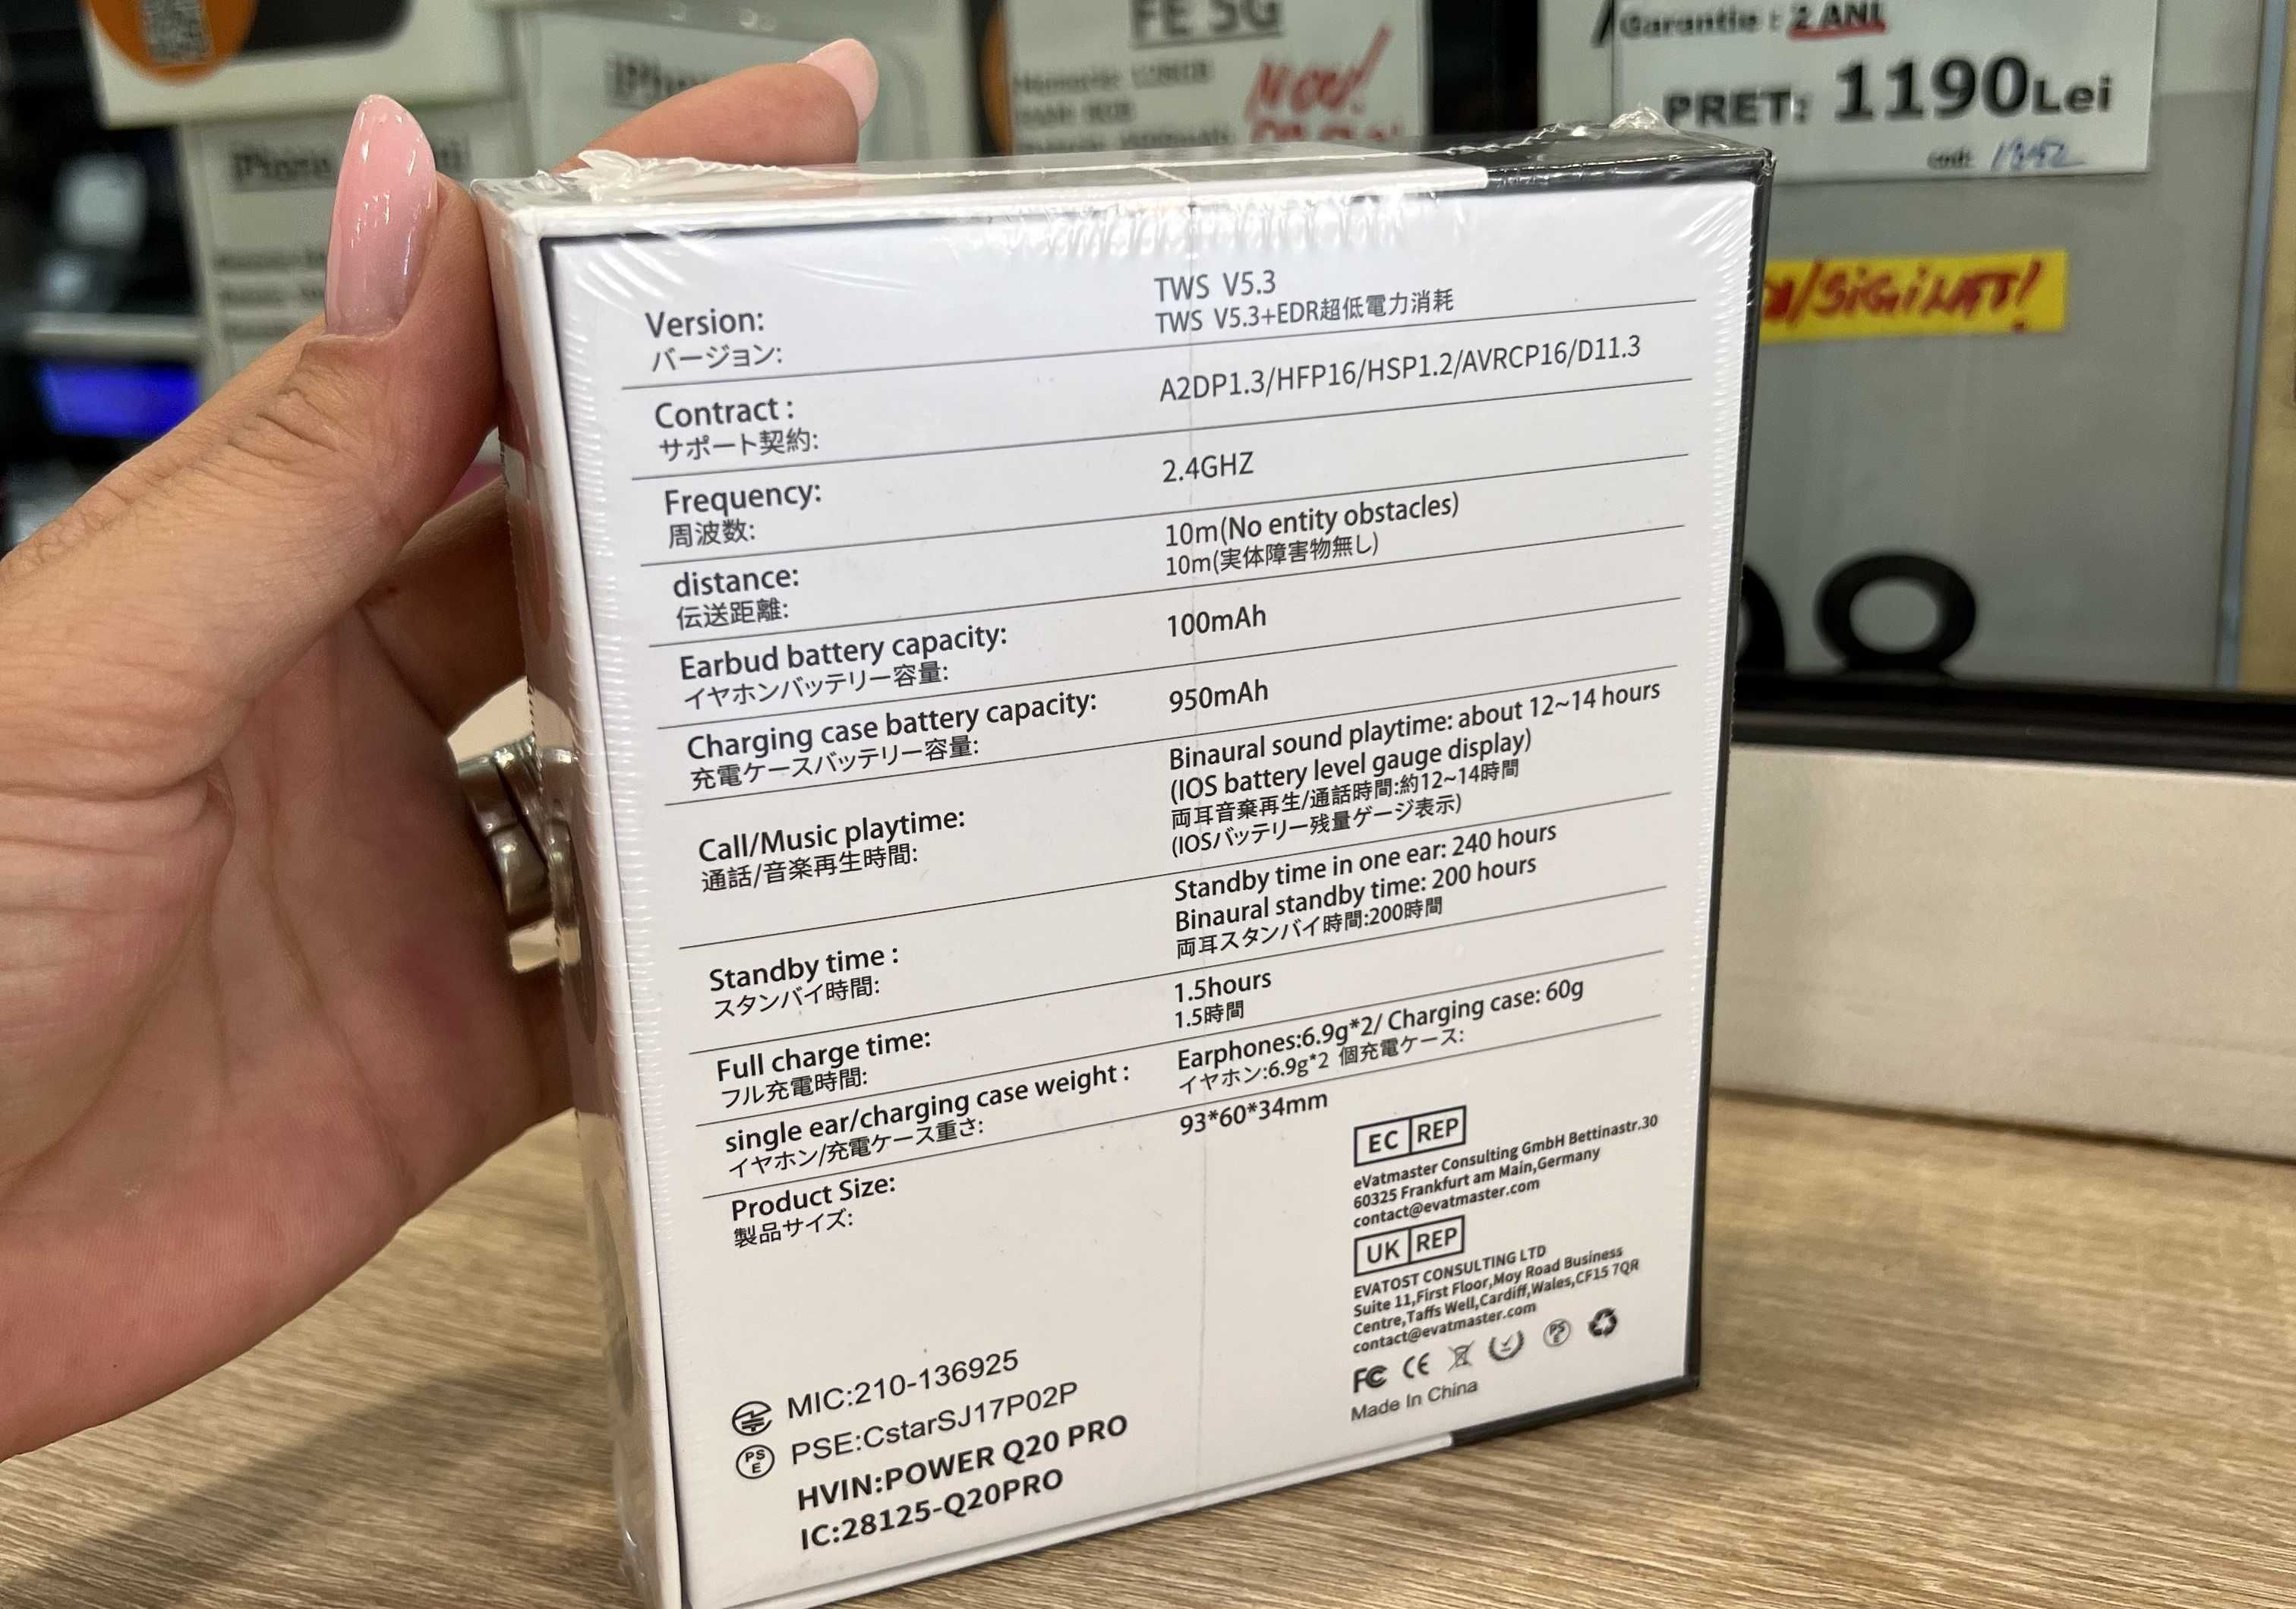 FE 5G
Garantie : 2 ANI
PRET: 1190Lei
cod: 1342
iPhone
New!
/SiGiLAT!
Version:
バージョン:
TWS V5.3
TWS V5.3+EDR超低電力消耗
Contract :
サポート契約:
A2DP1.3/HFP16/HSP1.2/AVRCP16/D11.3
Frequency:
周波数:
2.4GHZ
distance:
伝送距離:
10m(No entity obstacles)
10m(実体障害物無し)
Earbud battery capacity:
イヤホンバッテリー容量:
100mAh
Charging case battery capacity:
充電ケースバッテリー容量:
950mAh
Call/Music playtime:
通話/音楽再生時間:
Binaural sound playtime: about 12~14 hours
(IOS battery level gauge display)
両耳音棄再生/通話時間:約12~14時間
(IOSバッテリー残量ゲージ表示)
Standby time :
スタンバイ時間:
Standby time in one ear: 240 hours
Binaural standby time: 200 hours
両耳スタンバイ時間:200時間
Full charge time:
フル充電時間:
1.5hours
1.5時間
single ear/charging case weight :
イヤホン/充電ケース重さ:
Earphones:6.9g*2/ Charging case: 60g
イヤホン:6.9g*2 個充電ケース:
Product Size:
製品サイズ:
93*60*34mm
EC REP
eVatmaster Consulting GmbH Bettinastr.30
60325 Frankfurt am Main,Germany
contact@evatmaster.com
UK REP
EVATOST CONSULTING LTD
Suite 11,First Floor,Moy Road Business
Centre,Taffs Well,Cardiff,Wales,CF15 7QR
contact@evatmaster.com
FC CE PSE
Made In China
MIC:210-136925
PSE PSE:CstarSJ17P02P
HVIN:POWER Q20 PRO
IC:28125-Q20PRO